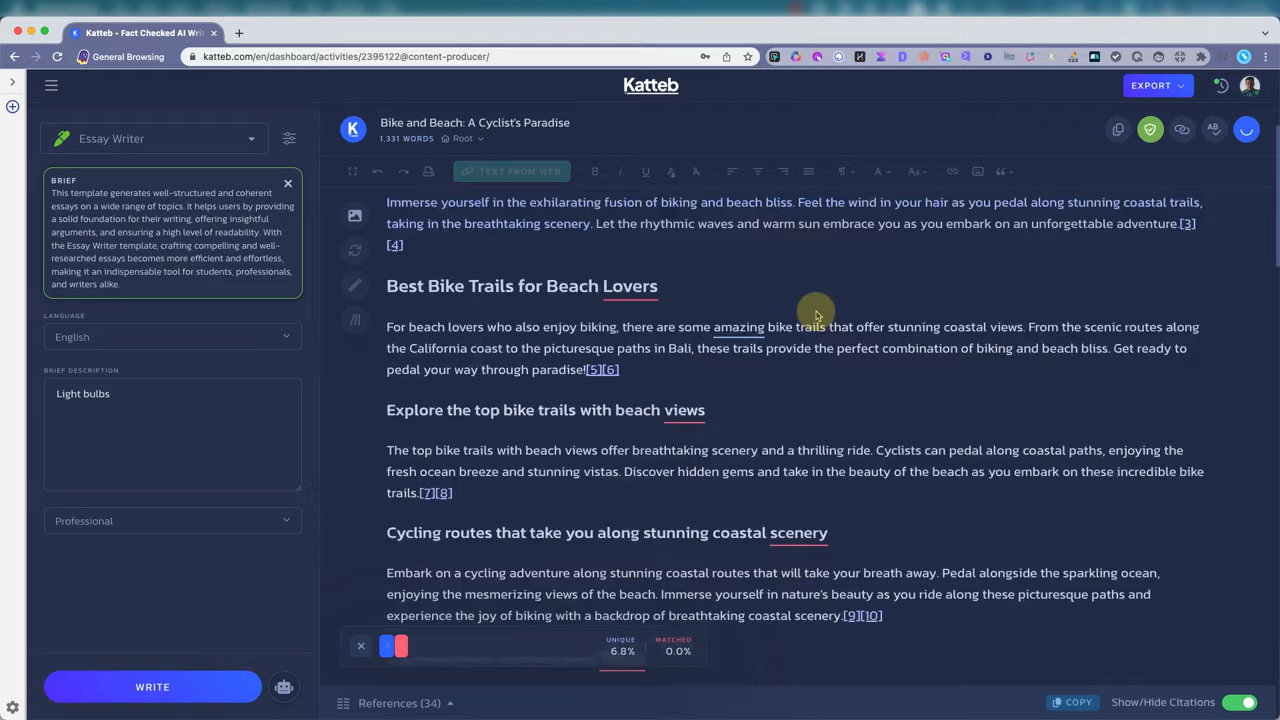 Katteb - Fact Checked AI Wri
General Browsing
katteb.com/en/dashboard/activities/2395122@content-producer/
Katteb
EXPORT
Essay Writer
BRIEF
This template generates well-structured and coherent
essays on a wide range of topics. It helps users by providing
a solid foundation for their writing, offering insightful
arguments, and ensuring a high level of readability. With
the Essay Writer template, crafting compelling and well-
researched essays becomes more efficient and effortless,
making it an indispensable tool for students, professionals,
and writers alike.
LANGUAGE
English
BRIEF DESCRIPTION
Light bulbs
Professional
WRITE
K
Bike and Beach: A Cyclist's Paradise
1,331 WORDS Root
TEXT FROM WEB
Immerse yourself in the exhilarating fusion of biking and beach bliss. Feel the wind in your hair as you pedal along stunning coastal trails,
taking in the breathtaking scenery. Let the rhythmic waves and warm sun embrace you as you embark on an unforgettable adventure.[3]
[4]
Best Bike Trails for Beach Lovers
For beach lovers who also enjoy biking, there are some amazing bike trails that offer stunning coastal views. From the scenic routes along
the California coast to the picturesque paths in Bali, these trails provide the perfect combination of biking and beach bliss. Get ready to
pedal your way through paradise![5][6]
Explore the top bike trails with beach views
The top bike trails with beach views offer breathtaking scenery and a thrilling ride. Cyclists can pedal along coastal paths, enjoying the
fresh ocean breeze and stunning vistas. Discover hidden gems and take in the beauty of the beach as you embark on these incredible bike
trails.[7][8]
Cycling routes that take you along stunning coastal scenery
Embark on a cycling adventure along stunning coastal routes that will take your breath away. Pedal alongside the sparkling ocean,
enjoying the mesmerizing views of the beach. Immerse yourself in nature's beauty as you ride along these picturesque paths and
experience the joy of biking with a backdrop of breathtaking coastal scenery.[9][10]
UNIQUE MATCHED
6.8% 0.0%
References (34)
COPY
Show/Hide Citations